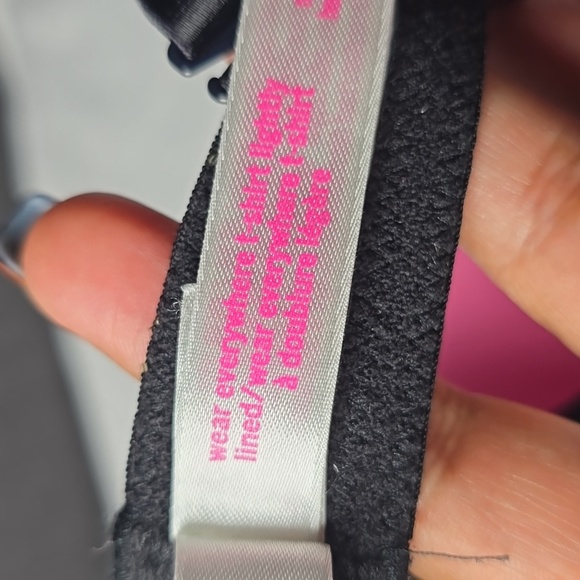 wear everywhere t-shirt lightly
lined/wear everywhere t-shirt
à doublure légère